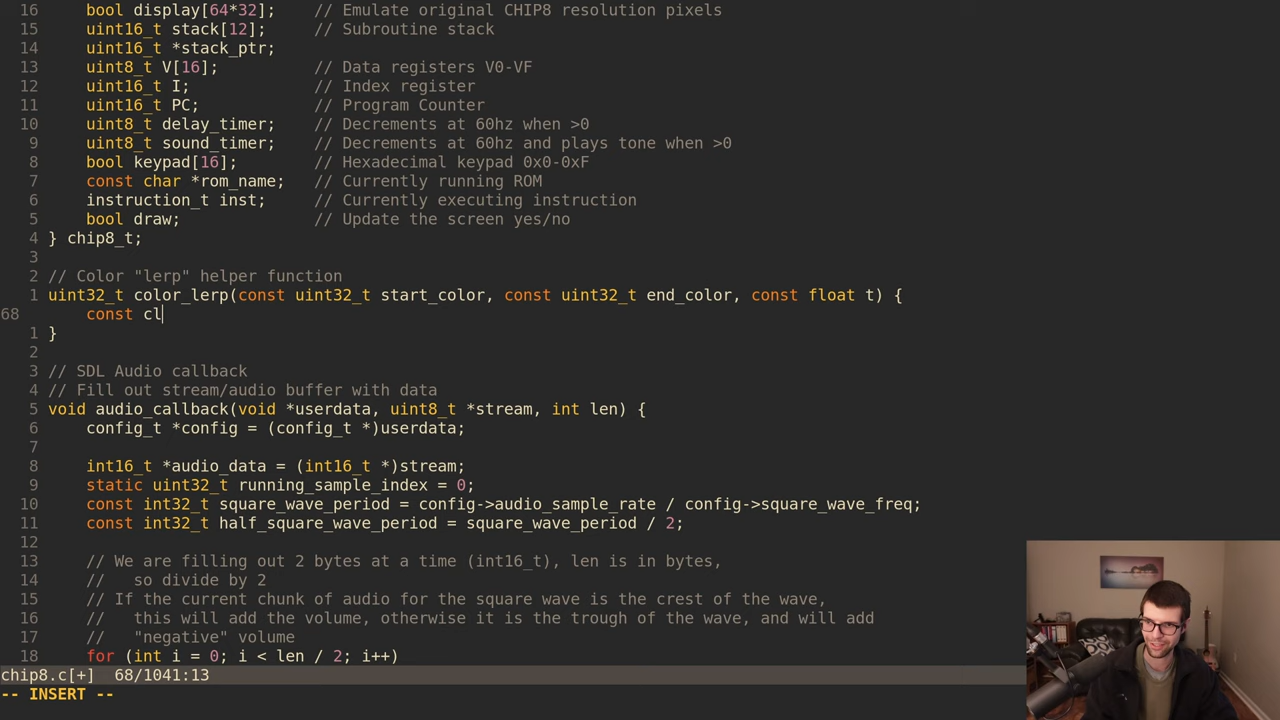 16 bool display[64*32]; // Emulate original CHIP8 resolution pixels
15 uint16_t stack[12]; // Subroutine stack
14 uint16_t *stack_ptr;
13 uint8_t V[16]; // Data registers V0-VF
12 uint16_t I; // Index register
11 uint16_t PC; // Program Counter
10 uint8_t delay_timer; // Decrements at 60hz when >0
9 uint8_t sound_timer; // Decrements at 60hz and plays tone when >0
8 bool keypad[16]; // Hexadecimal keypad 0x0-0xF
7 const char *rom_name; // Currently running ROM
6 instruction_t inst; // Currently executing instruction
5 bool draw; // Update the screen yes/no
4 } chip8_t;
3
2 // Color "lerp" helper function
1 uint32_t color_lerp(const uint32_t start_color, const uint32_t end_color, const float t) {
68 const cl
1 }
2
3 // SDL Audio callback
4 // Fill out stream/audio buffer with data
5 void audio_callback(void *userdata, uint8_t *stream, int len) {
6 config_t *config = (config_t *)userdata;
7
8 int16_t *audio_data = (int16_t *)stream;
9 static uint32_t running_sample_index = 0;
10 const int32_t square_wave_period = config->audio_sample_rate / config->square_wave_freq;
11 const int32_t half_square_wave_period = square_wave_period / 2;
12
13 // We are filling out 2 bytes at a time (int16_t), len is in bytes,
14 // so divide by 2
15 // If the current chunk of audio for the square wave is the crest of the wave,
16 // this will add the volume, otherwise it is the trough of the wave, and will add
17 // "negative" volume
18 for (int i = 0; i < len / 2; i++)
chip8.c[+] 68/1041:13
-- INSERT --